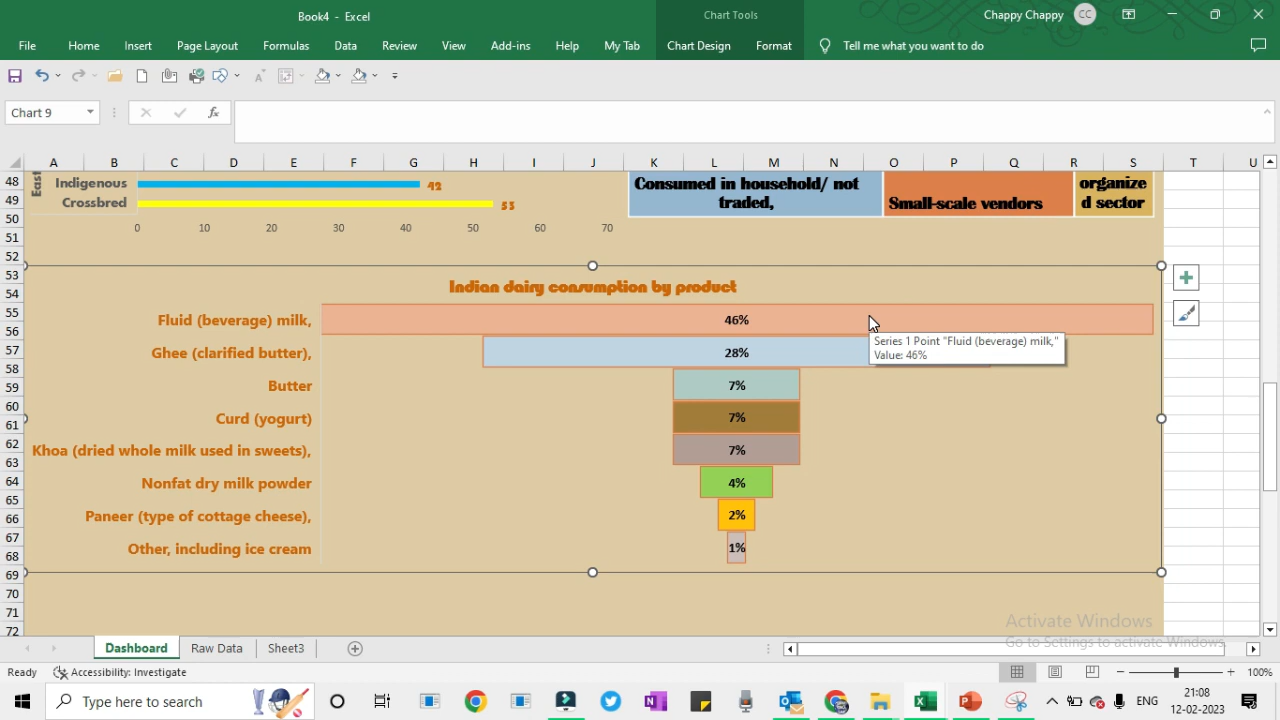 Book4 - Excel
Chart Tools
Chappy Chappy CC
File Home Insert Page Layout Formulas Data Review View Add-ins Help My Tab Chart Design Format Tell me what you want to do
Chart 9 fx
A B C D E F G H I J K L M N O P Q R S T U
48
49
50
51
52
53
54
55
56
57
58
59
60
61
62
63
64
65
66
67
68
69
70
71
72
East
Indigenous 42
Crossbred 53
0 10 20 30 40 50 60 70
Consumed in household/ not
traded,
Small-scale vendors
organize
d sector
Indian dairy consumption by product
Fluid (beverage) milk, 46%
Series 1 Point "Fluid (beverage) milk,"
Value: 46%
Ghee (clarified butter), 28%
Butter 7%
Curd (yogurt) 7%
Khoa (dried whole milk used in sweets), 7%
Nonfat dry milk powder 4%
Paneer (type of cottage cheese), 2%
Other, including ice cream 1%
Activate Windows
Go to Settings to activate Windows.
Dashboard Raw Data Sheet3
Ready Accessibility: Investigate 100%
Type here to search
ENG
21:08
12-02-2023